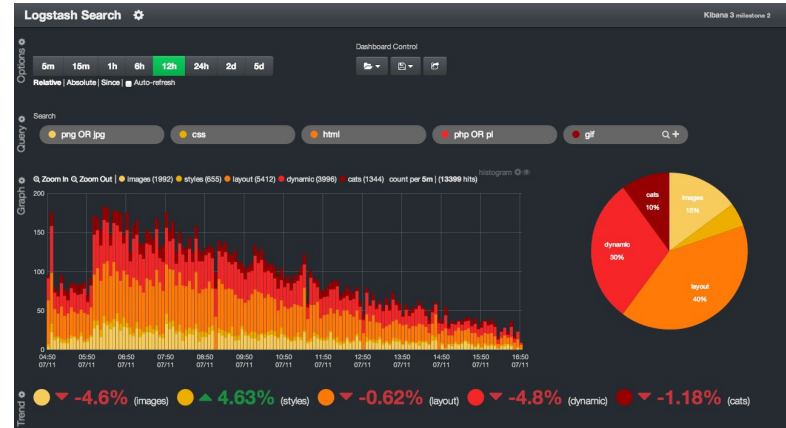 Logstash Search
Kibana 3 milestone 2
Options
Dashboard Control
5m 15m 1h 6h 12h 24h 2d 5d
Relative | Absolute | Since | Auto-refresh
Query
Search
png OR jpg
css
html
php OR pl
gif
Graph
histogram
Zoom In Zoom Out | images (1992) styles (655) layout (5412) dynamic (3996) cats (1344) count per 5m | (13399 hits)
200
150
100
50
0
04:50 05:50 06:50 07:50 08:50 09:50 10:50 11:50 12:50 13:50 14:50 15:50 16:50
07/11 07/11 07/11 07/11 07/11 07/11 07/11 07/11 07/11 07/11 07/11 07/11 07/11
cats
10%
images
15%
dynamic
30%
layout
40%
Trend
-4.6% (images) 4.63% (styles) -0.62% (layout) -4.8% (dynamic) -1.18% (cats)